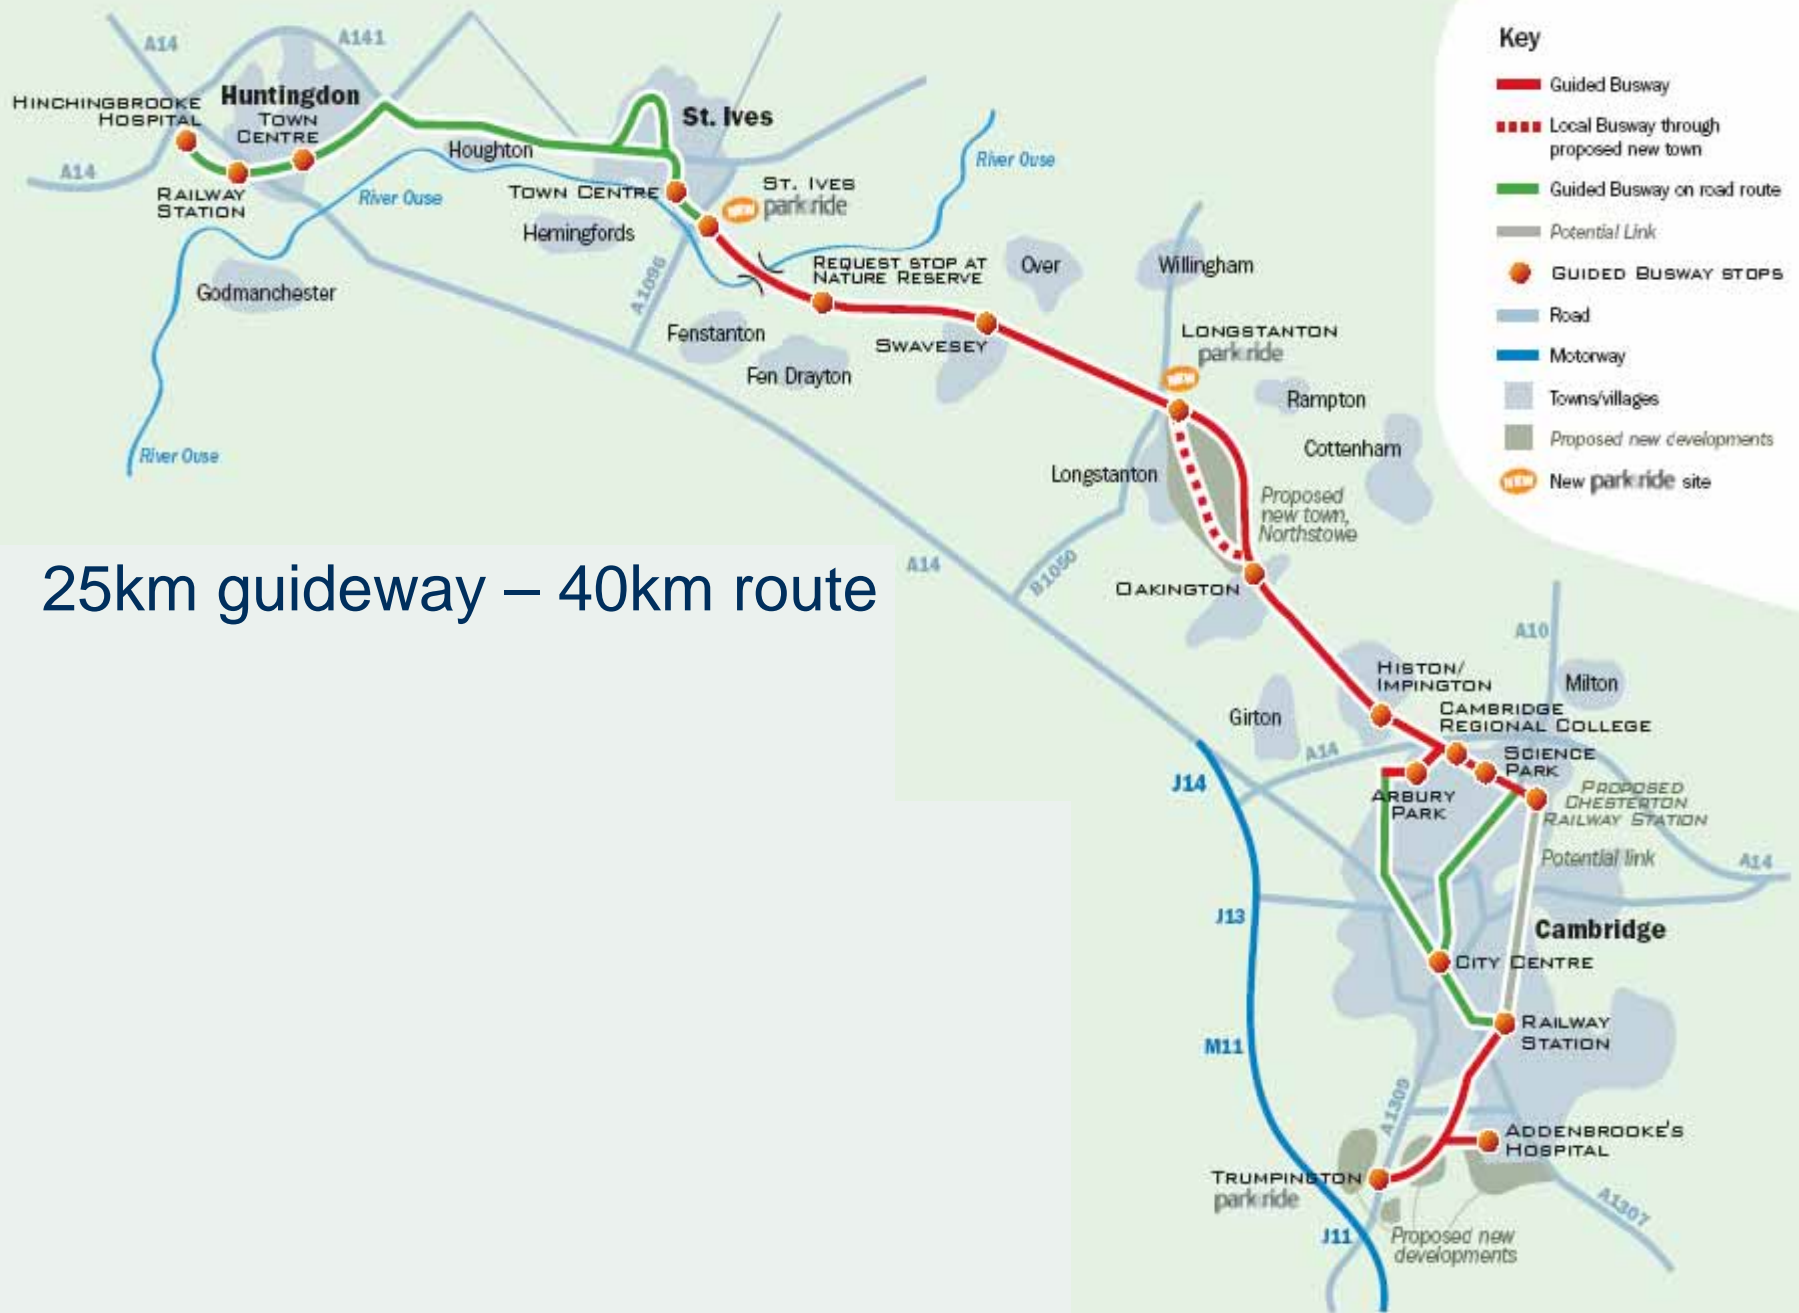 A14
A141
HINCHINGBROOKE
HOSPITAL
Huntingdon
TOWN
CENTRE
A14
RAILWAY
STATION
River Ouse
Houghton
St. Ives
TOWN CENTRE
ST. IVES
NEW park&ride
River Ouse
Hemingfords
Godmanchester
A1096
REQUEST STOP AT
NATURE RESERVE
Over
Willingham
Fenstanton
SWAVESEY
Fen Drayton
LONGSTANTON
park&ride
NEW
Rampton
Cottenham
Longstanton
River Ouse
Proposed
new town,
Northstowe
A14
B1050
OAKINGTON
25km guideway – 40km route
Key
Guided Busway
Local Busway through
proposed new town
Guided Busway on road route
Potential Link
GUIDED BUSWAY STOPS
Road
Motorway
Towns/villages
Proposed new developments
NEW New park&ride site
A10
HISTON/
IMPINGTON
Milton
Girton
CAMBRIDGE
REGIONAL COLLEGE
A14
SCIENCE
PARK
J14
ARBURY
PARK
PROPOSED
CHESTERTON
RAILWAY STATION
Potential link
A14
J13
Cambridge
CITY CENTRE
RAILWAY
STATION
M11
A1309
ADDENBROOKE'S
HOSPITAL
TRUMPINGTON
park&ride
A1307
J11
Proposed new
developments